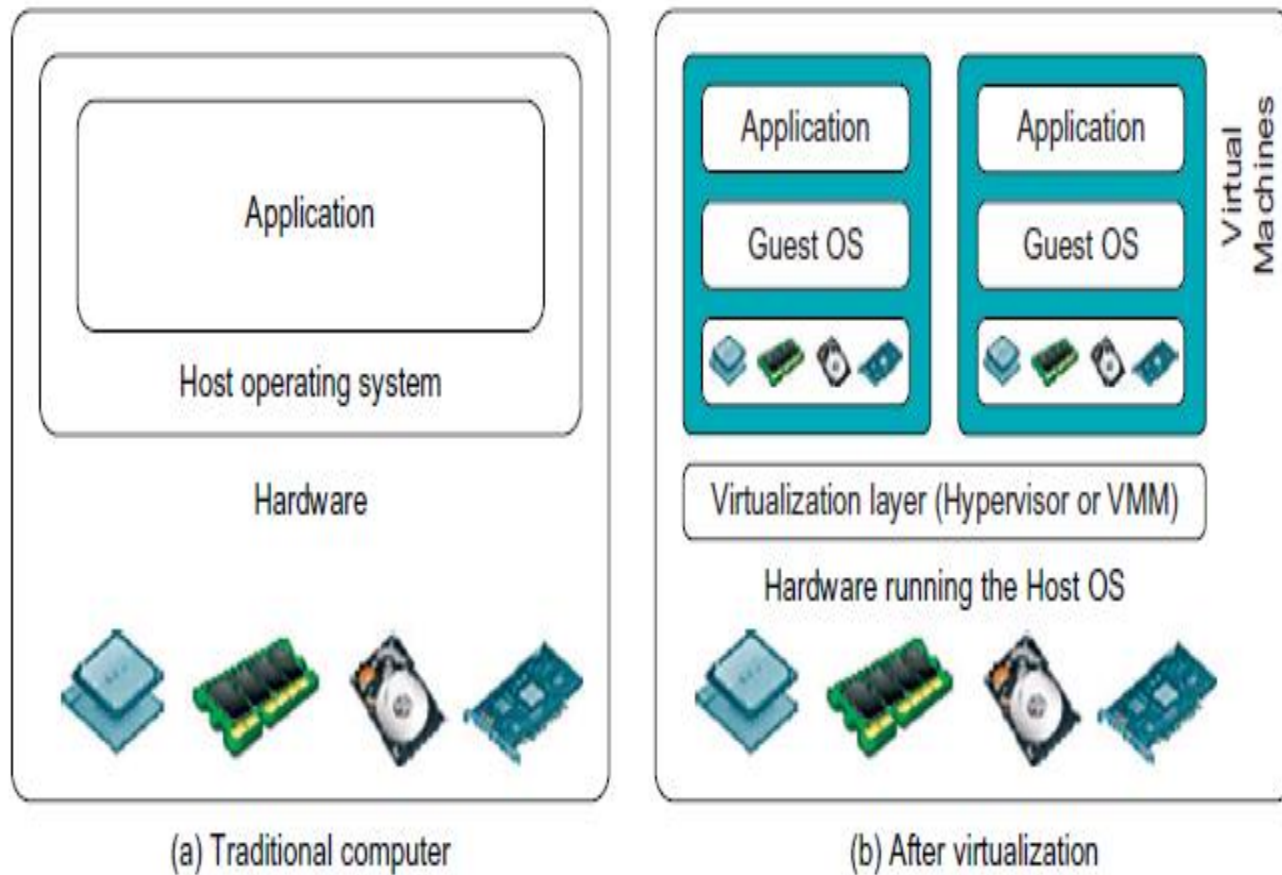 Application
Host operating system
Hardware
(a) Traditional computer
Application
Guest OS
Application
Guest OS
Virtual
Machines
Virtualization layer (Hypervisor or VMM)
Hardware running the Host OS
(b) After virtualization